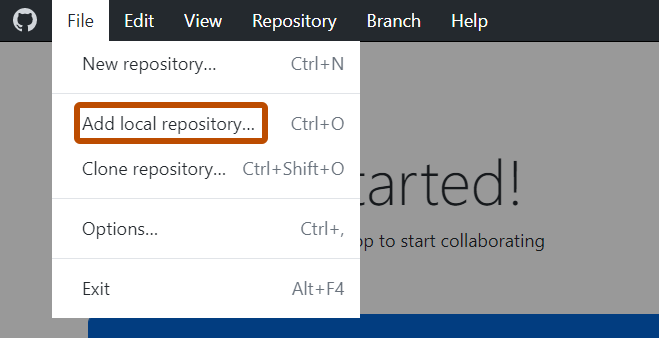 File Edit View Repository Branch Help
New repository... Ctrl+N
Add local repository... Ctrl+O
Clone repository... Ctrl+Shift+O
tarted!
Options... Ctrl+,
to start collaborating
Exit Alt+F4